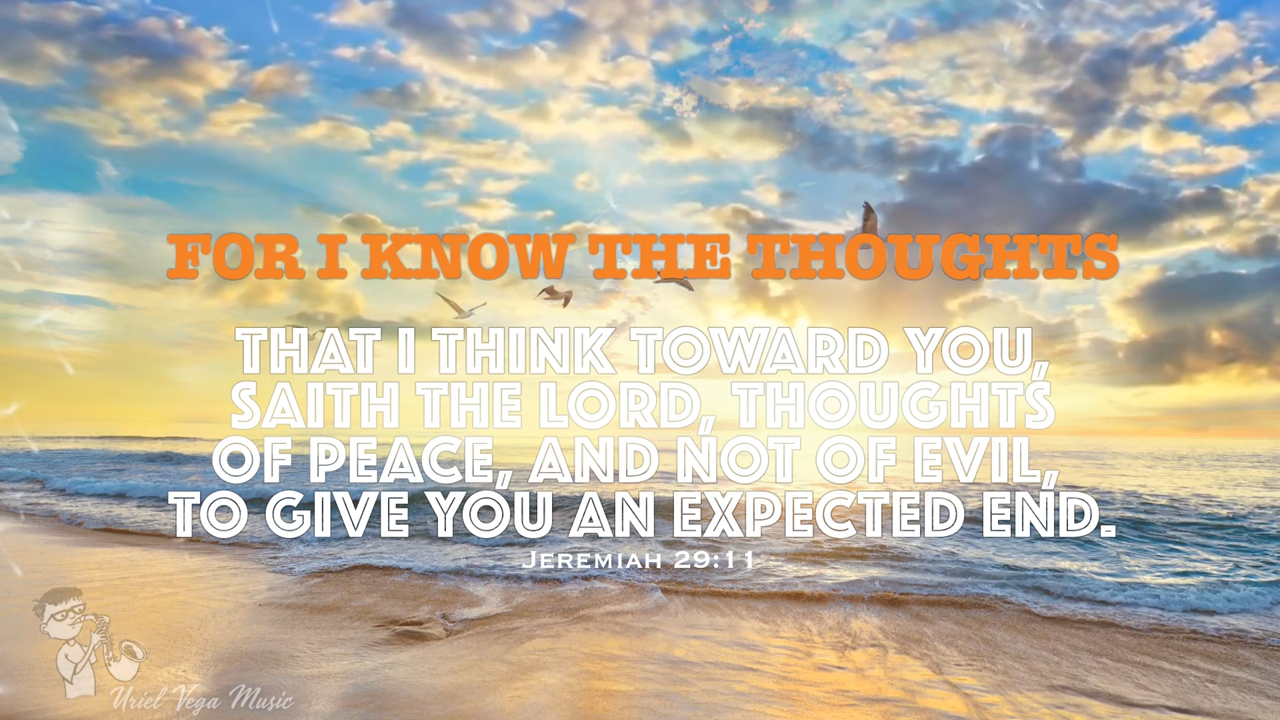 FOR I KNOW THE THOUGHTS
THAT I THINK TOWARD YOU,
SAITH THE LORD, THOUGHTS
OF PEACE, AND NOT OF EVIL,
TO GIVE YOU AN EXPECTED END.
JEREMIAH 29:11
Uriel Vega Music